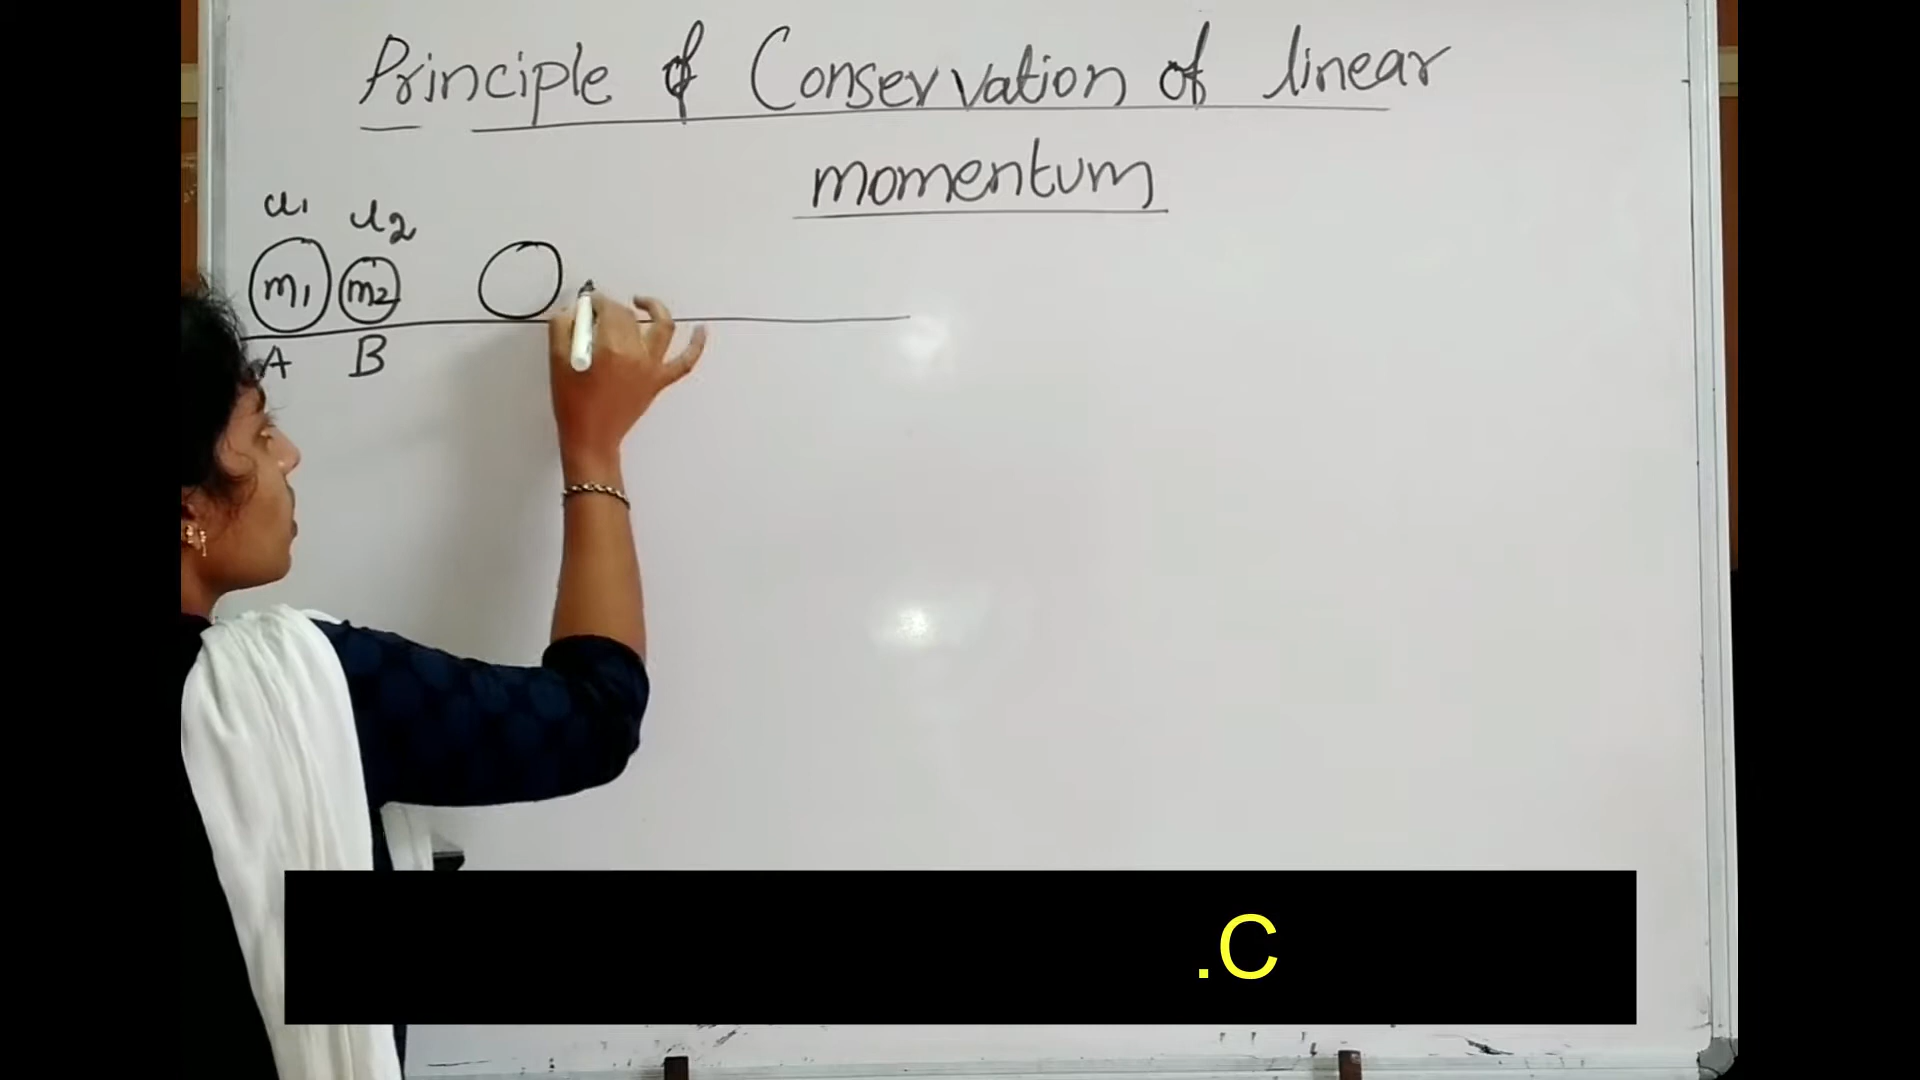 Principle of Conservation of linear
momentum
u1 u2
m1 m2
A B
.C